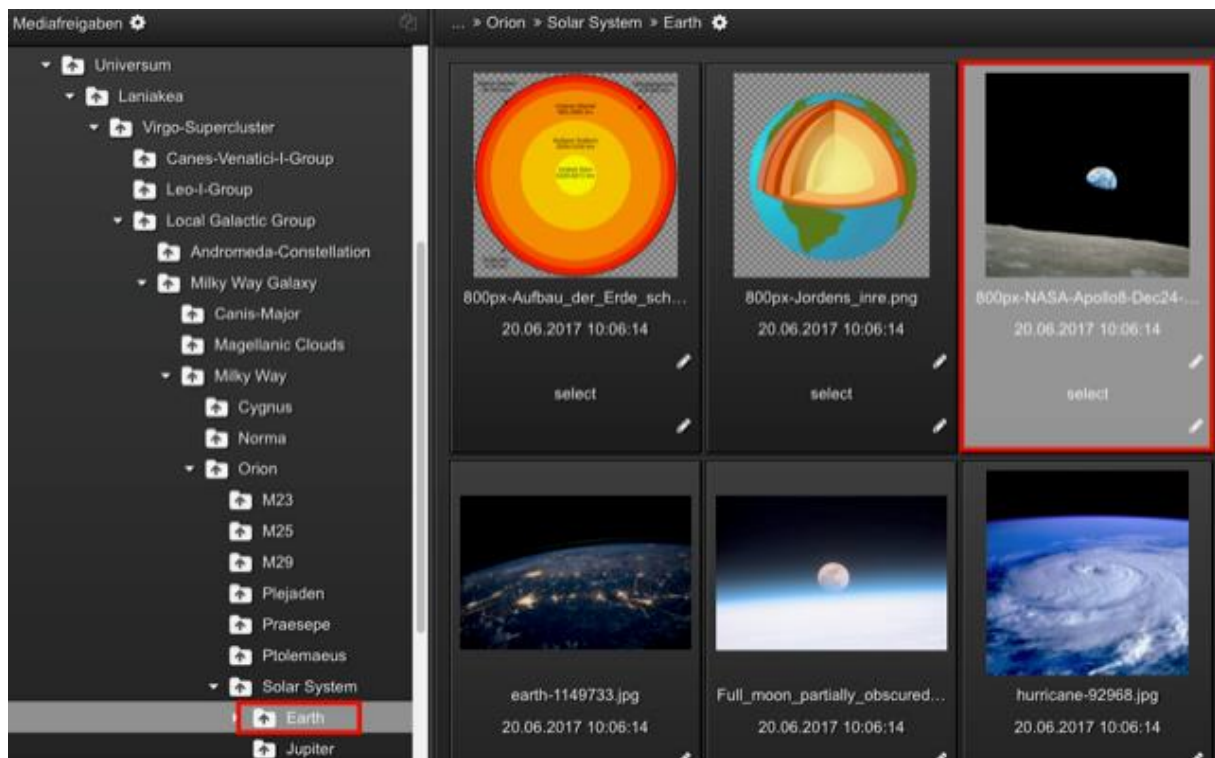 Mediafreigaben
... » Orion » Solar System » Earth
Universum
Laniakea
Virgo-Supercluster
Canes-Venatici-I-Group
Leo-I-Group
Local Galactic Group
Andromeda-Constellation
Milky Way Galaxy
Canis-Major
Magellanic Clouds
Milky Way
Cygnus
Norma
Orion
M23
M25
M29
Plejaden
Praesepe
Ptolemaeus
Solar System
Earth
Jupiter
800px-Aufbau_der_Erde_sch...
20.06.2017 10:06:14
select
800px-Jordens_inre.png
20.06.2017 10:06:14
select
800px-NASA-Apollo8-Dec24-...
20.06.2017 10:06:14
select
earth-1149733.jpg
20.06.2017 10:06:14
Full_moon_partially_obscured...
20.06.2017 10:06:14
hurricane-92968.jpg
20.06.2017 10:06:14